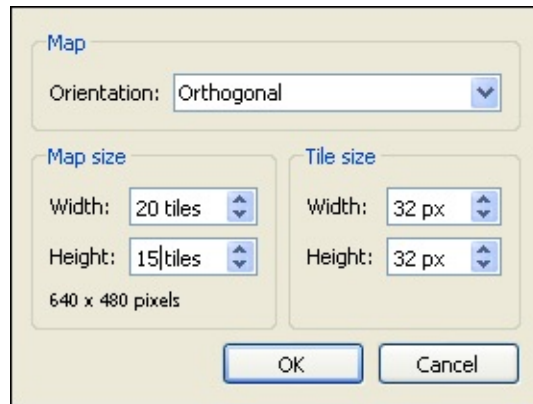 Map
Orientation: Orthogonal
Map size
Width: 20 tiles
Height: 15 tiles
640 x 480 pixels
Tile size
Width: 32 px
Height: 32 px
OK
Cancel